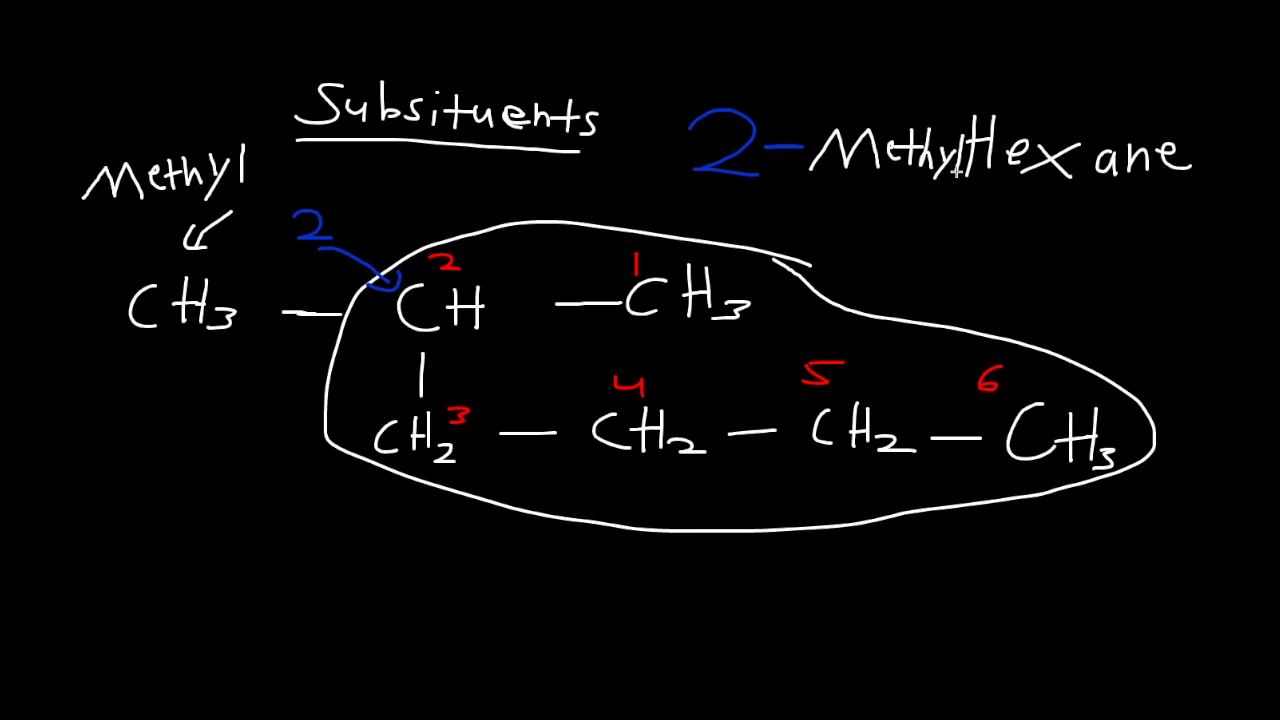 Subsituents
2-MethylHexane
Methyl
2
2 1
CH3 - CH - CH3
|
3 4 5 6
CH2 - CH2 - CH2 - CH3